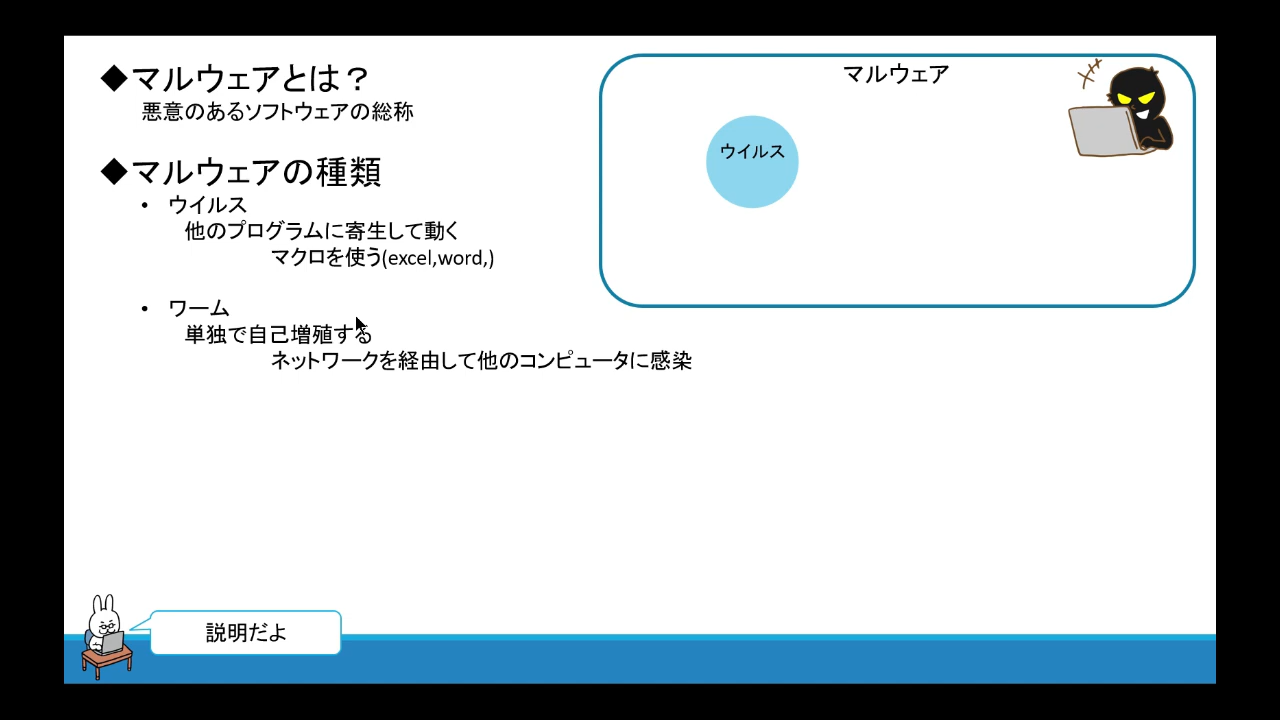 ◆マルウェアとは？
悪意のあるソフトウェアの総称
◆マルウェアの種類
• ウイルス
他のプログラムに寄生して動く
マクロを使う(excel,word,)
• ワーム
単独で自己増殖する
ネットワークを経由して他のコンピュータに感染
マルウェア
ウイルス
説明だよ